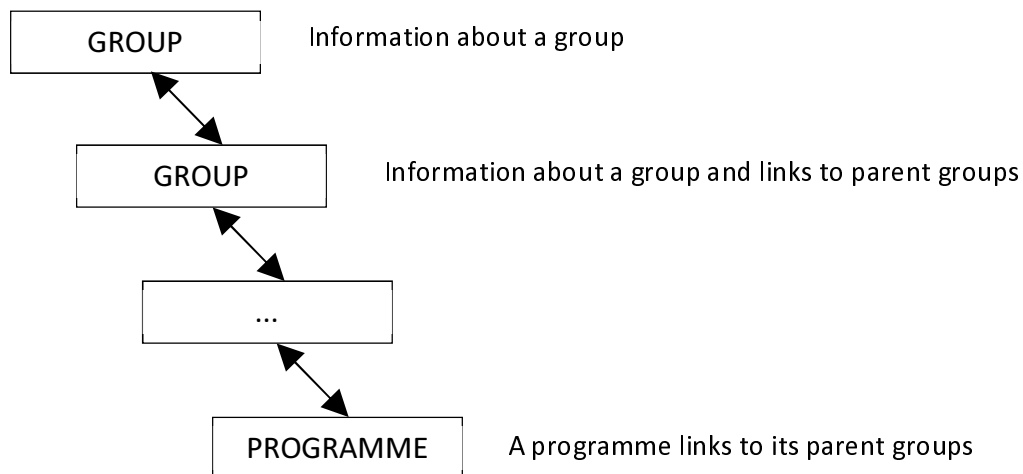 GROUP Information about a group
GROUP Information about a group and links to parent groups
...
PROGRAMME A programme links to its parent groups